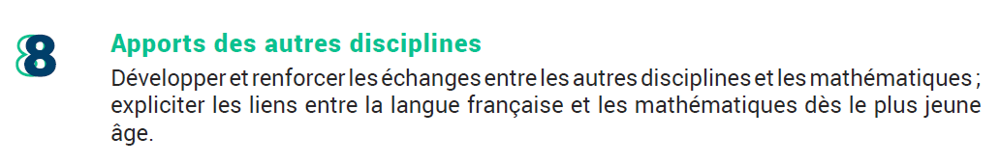 8
Apports des autres disciplines
Développer et renforcer les échanges entre les autres disciplines et les mathématiques ;
expliciter les liens entre la langue française et les mathématiques dès le plus jeune
âge.